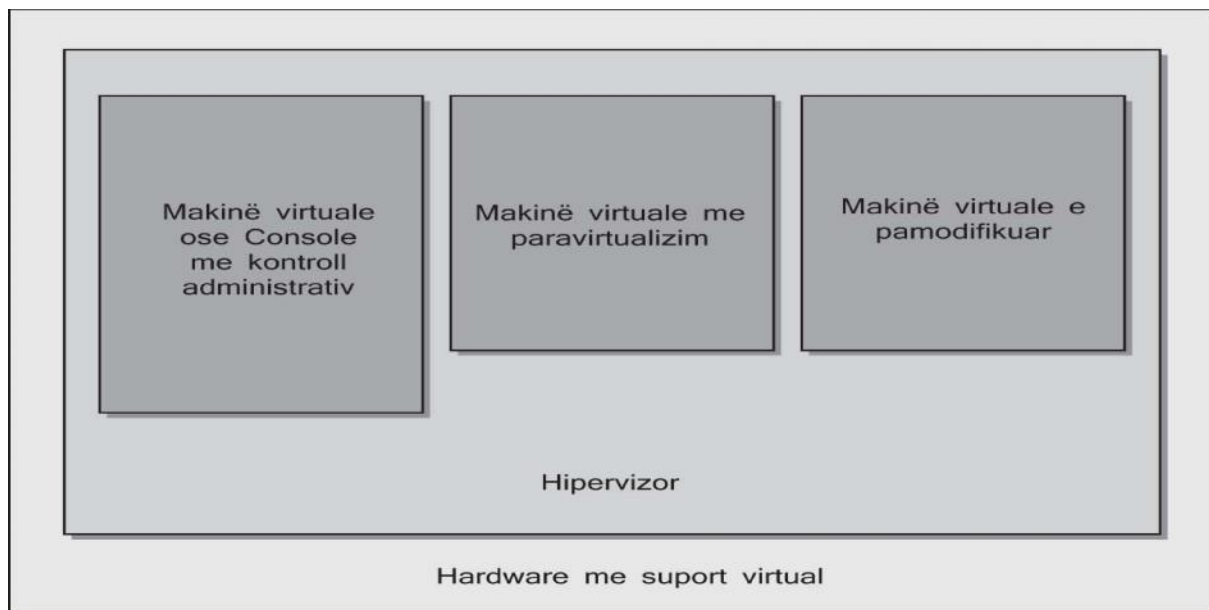 Makinë virtuale
ose Console
me kontroll
administrativ
Makinë virtuale me
paravirtualizim
Makinë virtuale e
pamodifikuar
Hipervizor
Hardware me suport virtual